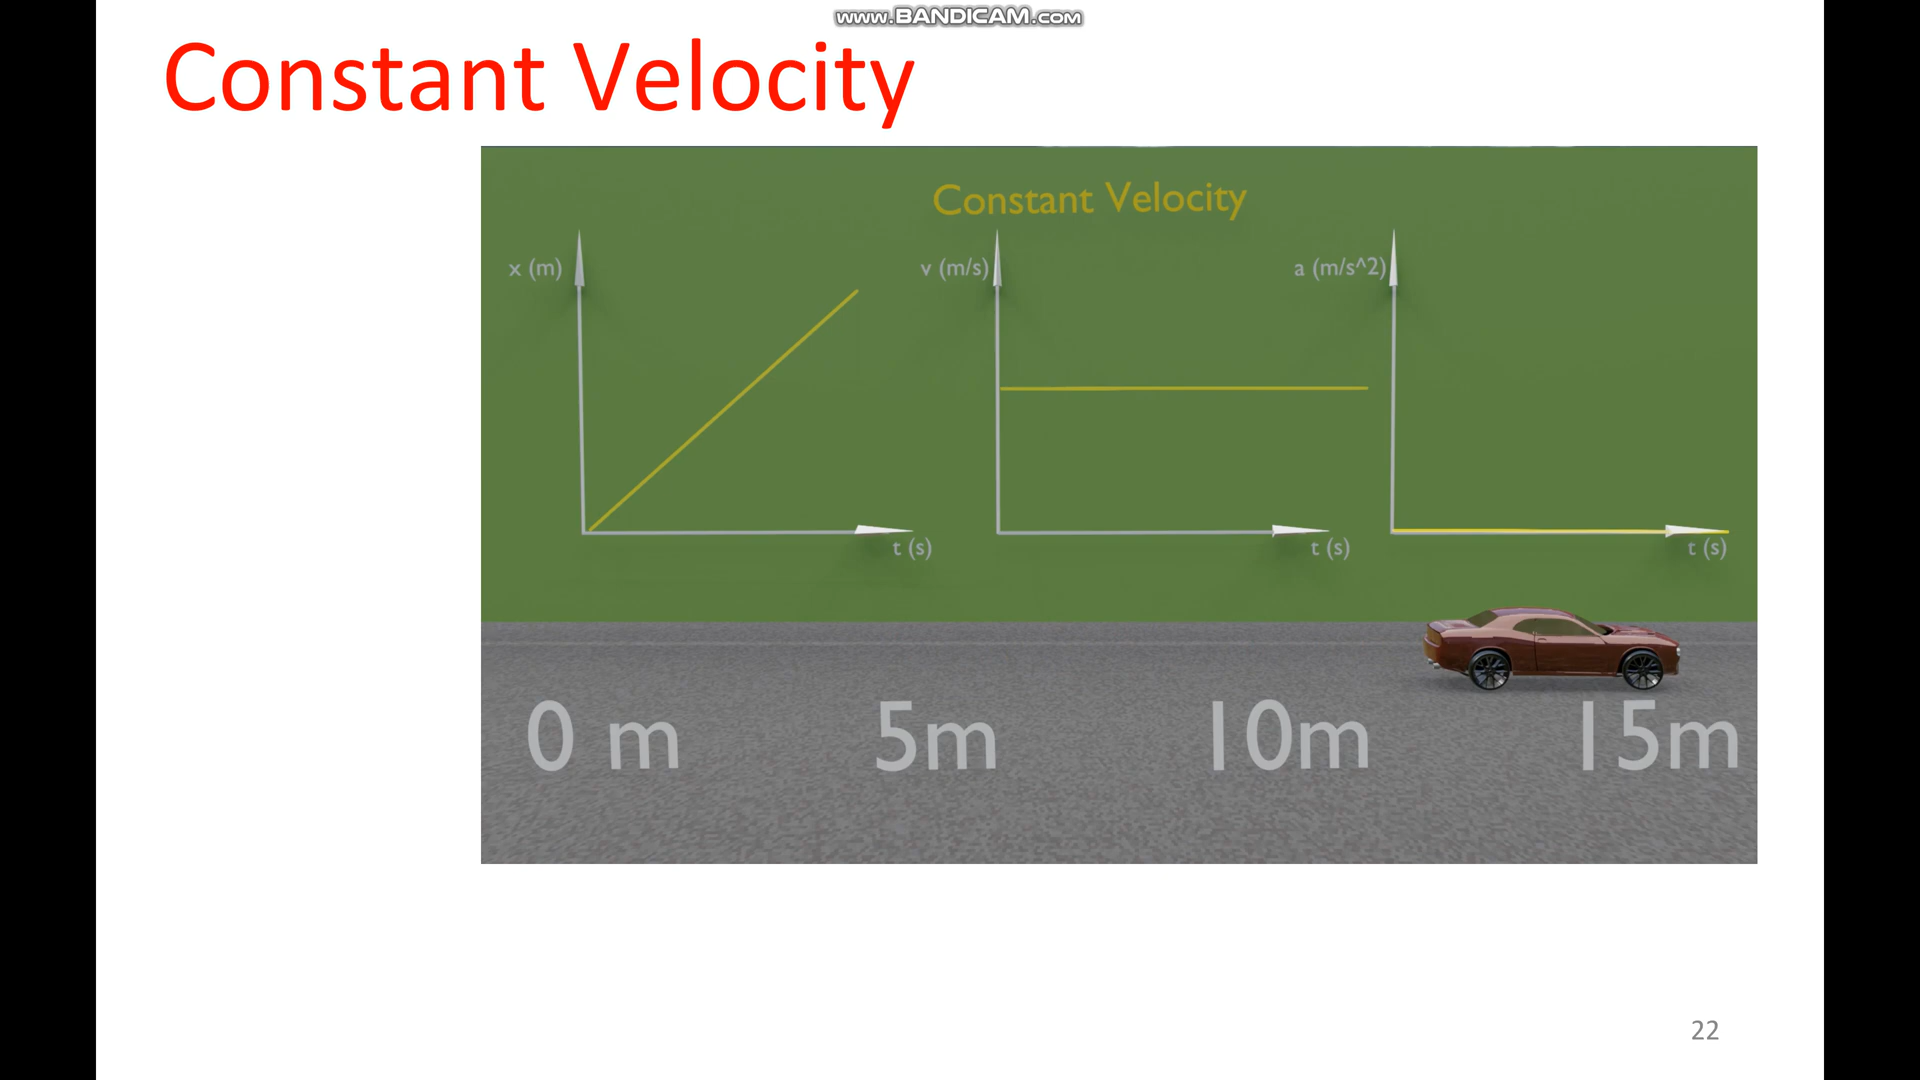 www.BANDICAM.com
Constant Velocity
Constant Velocity
x (m)
v (m/s)
a (m/s^2)
t (s)
t (s)
t (s)
0 m
5m
10m
15m
22